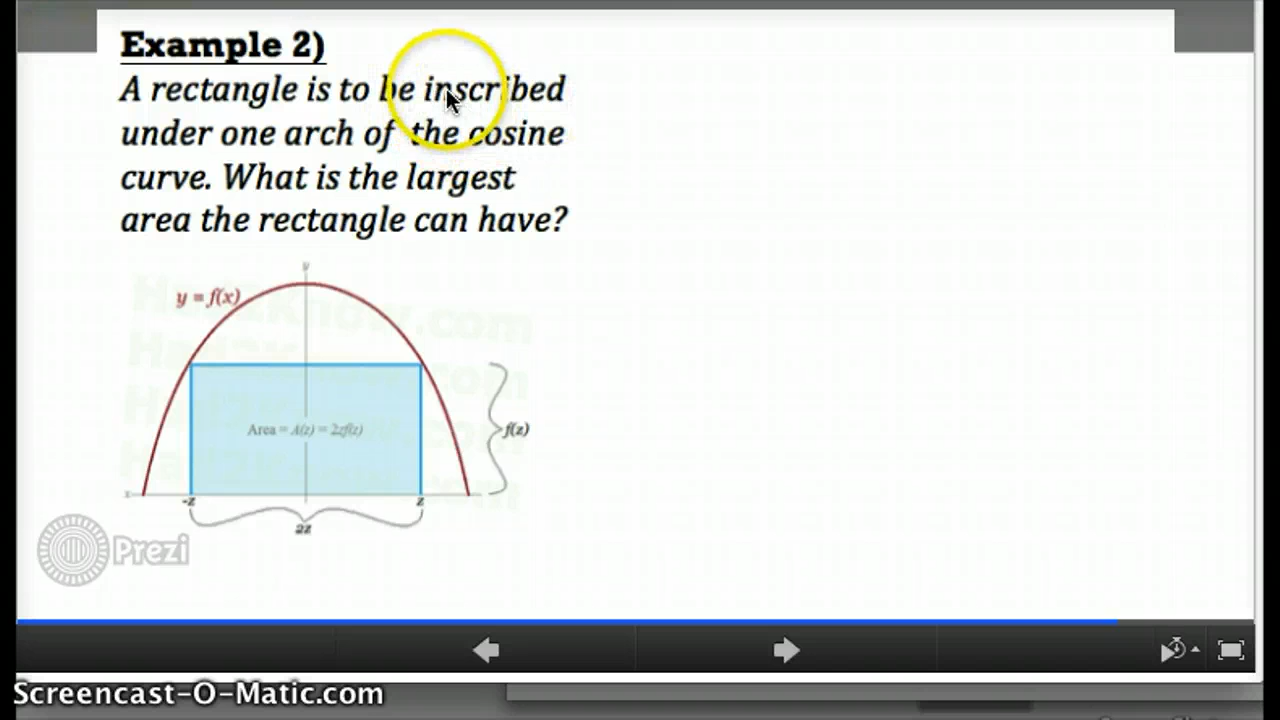 Example 2)
A rectangle is to be inscribed
under one arch of the cosine
curve. What is the largest
area the rectangle can have?
y
y = f(x)
Area = A(z) = 2zf(z)
f(z)
x
-z
z
2z
Prezi
Screencast-O-Matic.com